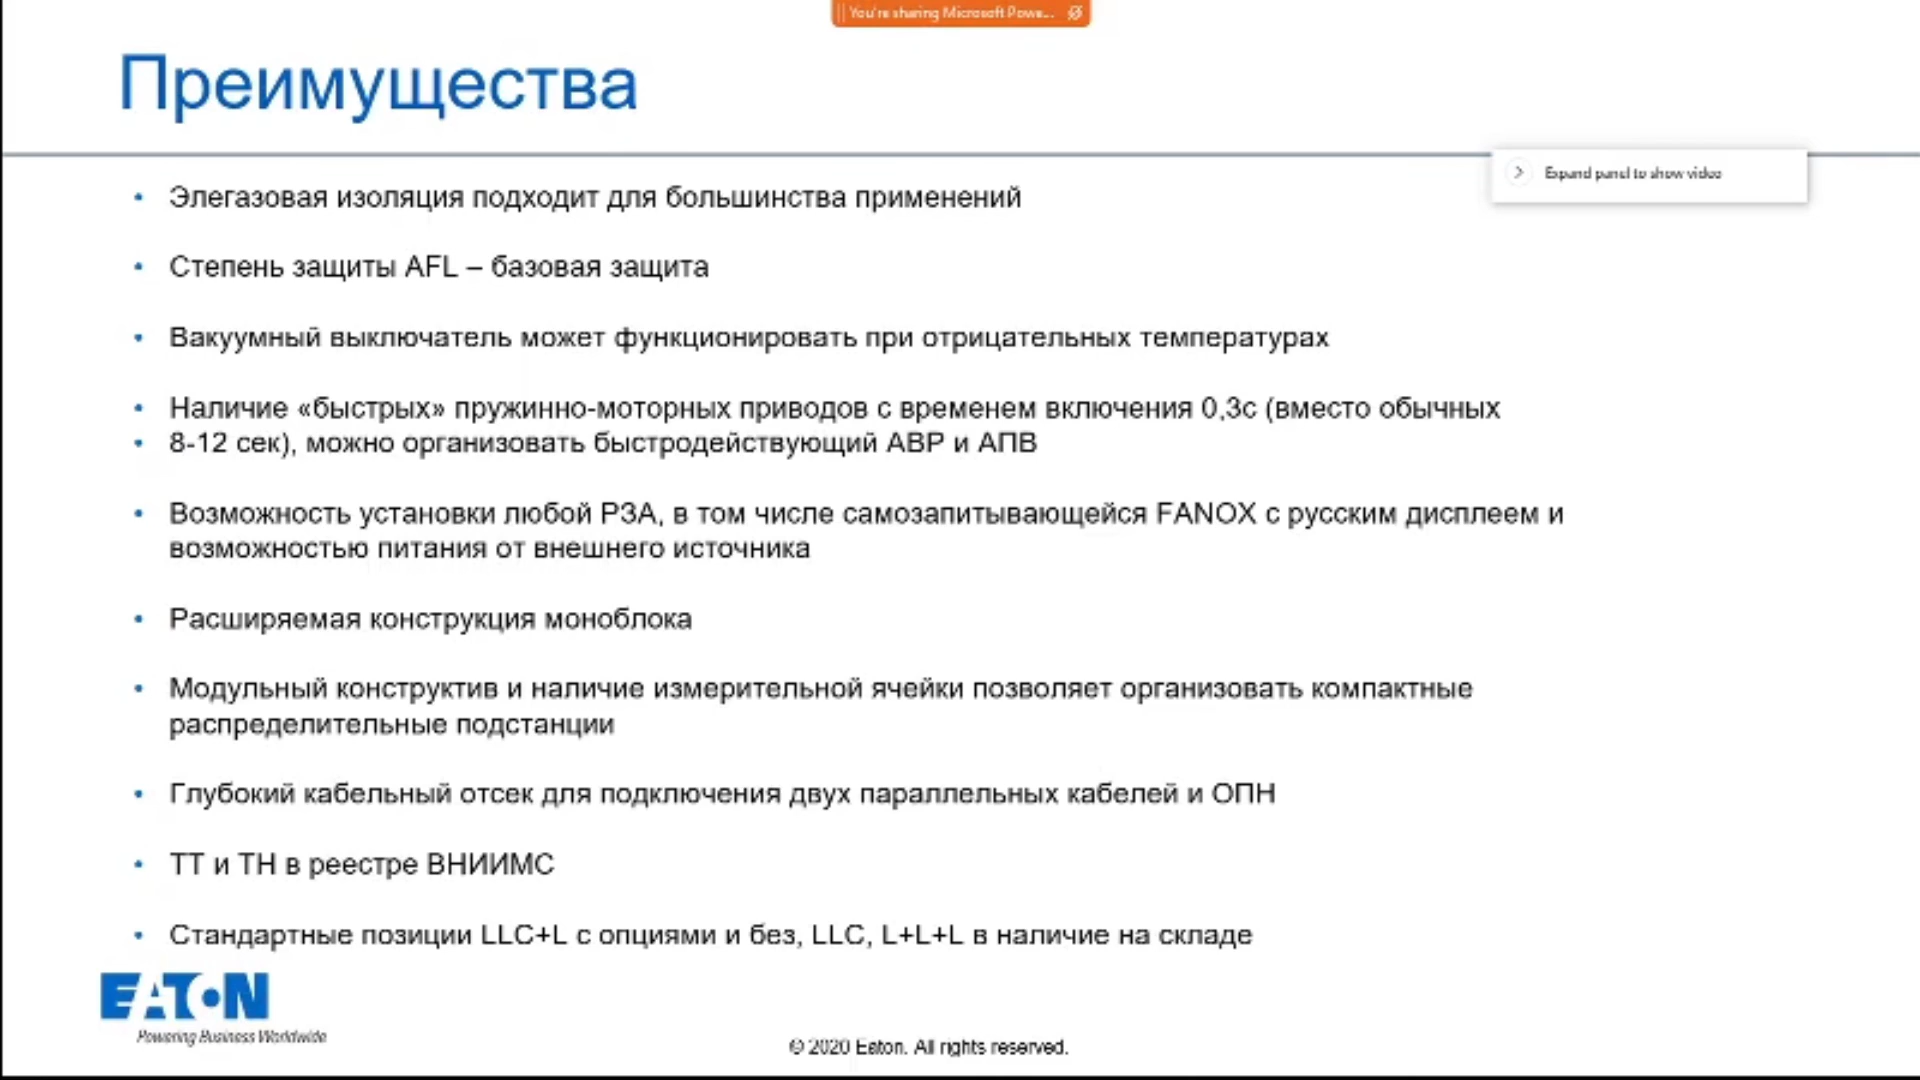 You're sharing Microsoft Powe...
Преимущества
Expand panel to show video
• Элегазовая изоляция подходит для большинства применений
• Степень защиты AFL – базовая защита
• Вакуумный выключатель может функционировать при отрицательных температурах
• Наличие «быстрых» пружинно-моторных приводов с временем включения 0,3с (вместо обычных
• 8-12 сек), можно организовать быстродействующий АВР и АПВ
• Возможность установки любой РЗА, в том числе самозапитывающейся FANOX с русским дисплеем и
возможностью питания от внешнего источника
• Расширяемая конструкция моноблока
• Модульный конструктив и наличие измерительной ячейки позволяет организовать компактные
распределительные подстанции
• Глубокий кабельный отсек для подключения двух параллельных кабелей и ОПН
• ТТ и ТН в реестре ВНИИМС
• Стандартные позиции LLC+L с опциями и без, LLC, L+L+L в наличие на складе
EATON
Powering Business Worldwide
© 2020 Eaton. All rights reserved.